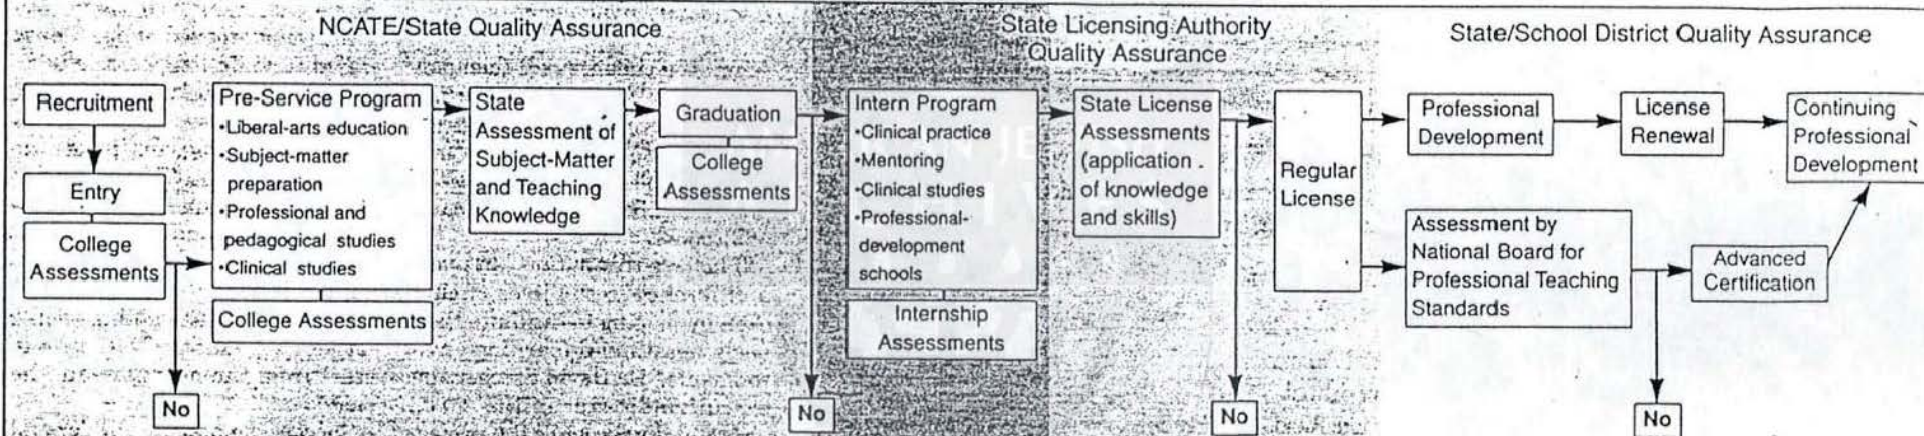 NCATE/State Quality Assurance
State Licensing Authority
Quality Assurance
State/School District Quality Assurance
Recruitment
Entry
College
Assessments
No
Pre-Service Program
•Liberal-arts education
•Subject-matter
preparation
•Professional and
pedagogical studies
•Clinical studies
College Assessments
State
Assessment of
Subject-Matter
and Teaching
Knowledge
Graduation
College
Assessments
No
Intern Program
•Clinical practice
•Mentoring
•Clinical studies
•Professional-
development
schools
Internship
Assessments
State License
Assessments
(application
of knowledge
and skills)
No
Regular
License
Professional
Development
License
Renewal
Continuing
Professional
Development
Assessment by
National Board for
Professional Teaching
Standards
No
Advanced
Certification